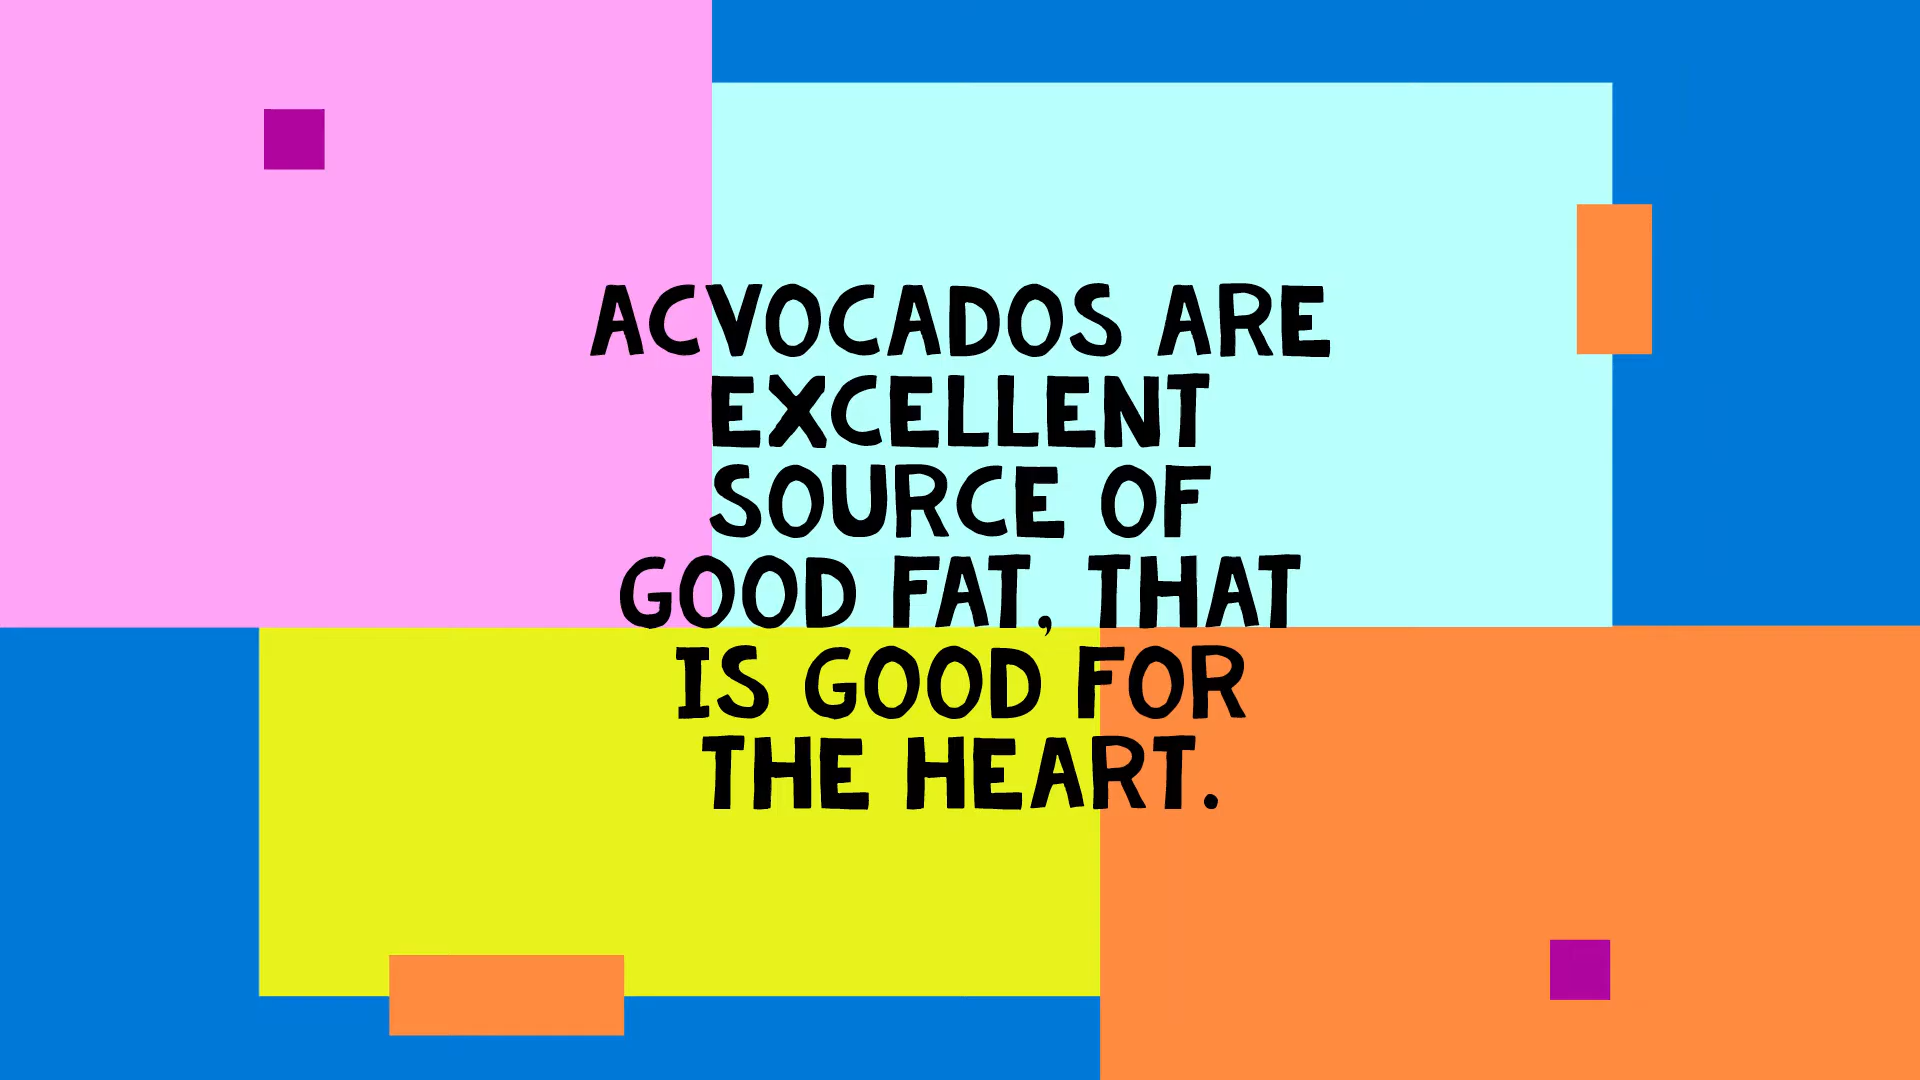 ACVOCADOS ARE
EXCELLENT
SOURCE OF
GOOD FAT, THAT
IS GOOD FOR
THE HEART.